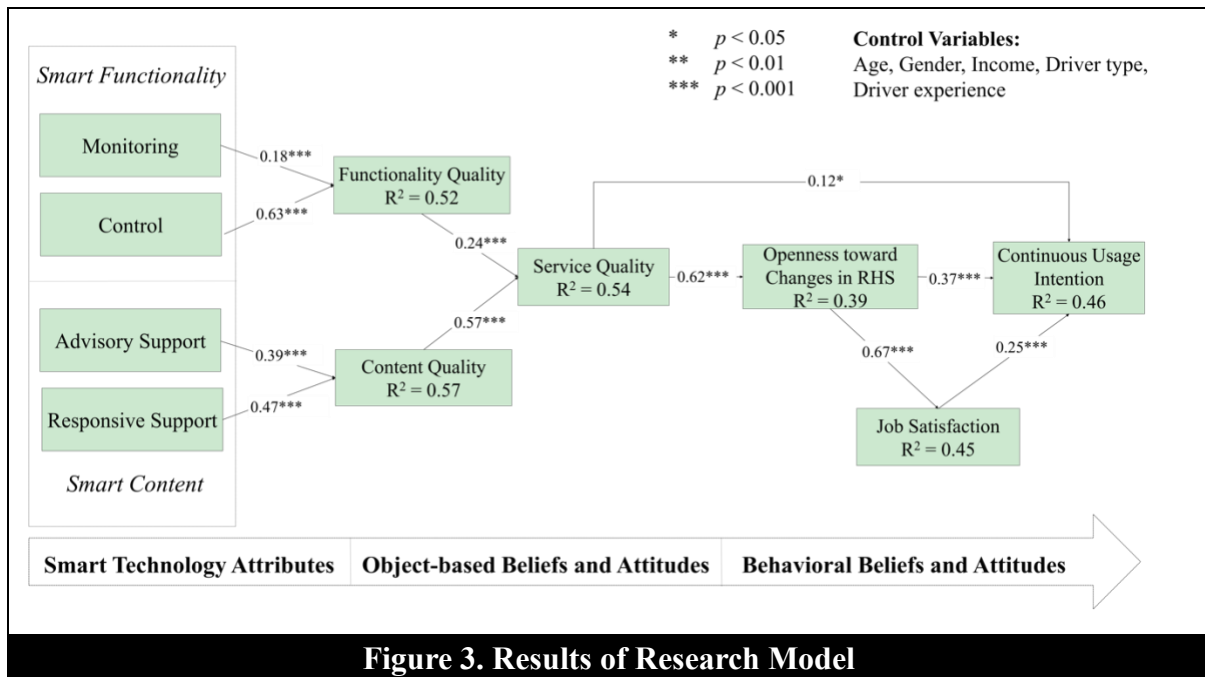 * p < 0.05
** p < 0.01
*** p < 0.001
Control Variables:
Age, Gender, Income, Driver type,
Driver experience
Smart Functionality
Monitoring
Control
Advisory Support
Responsive Support
Smart Content
0.18***
0.63***
0.39***
0.47***
Functionality Quality
R² = 0.52
Content Quality
R² = 0.57
0.24***
0.57***
Service Quality
R² = 0.54
0.12*
0.62***
Openness toward
Changes in RHS
R² = 0.39
0.37***
Continuous Usage
Intention
R² = 0.46
0.67***
0.25***
Job Satisfaction
R² = 0.45
Smart Technology Attributes
Object-based Beliefs and Attitudes
Behavioral Beliefs and Attitudes
Figure 3. Results of Research Model